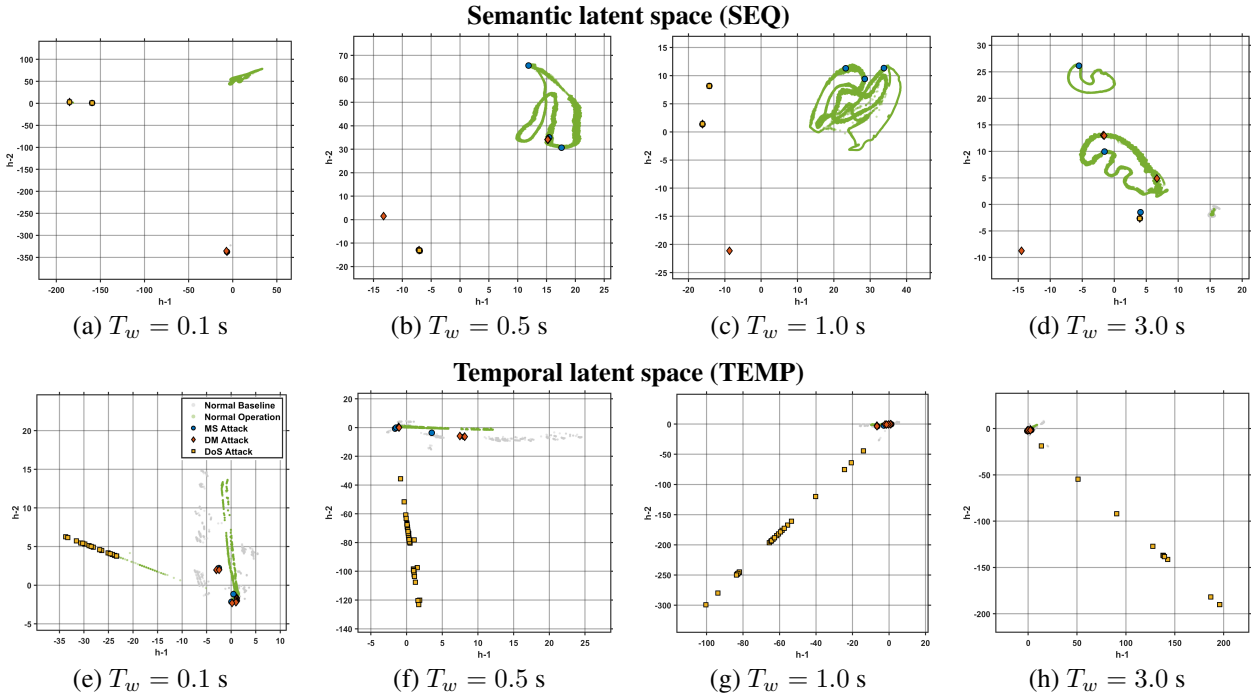 Semantic latent space (SEQ)
100
50
0
-50
-100
-150
-200
-250
-300
-350
h-2
-200 -150 -100 -50 0 50
h-1
(a) T_w = 0.1 s
70
60
50
40
30
20
10
0
-10
-20
h-2
-15 -10 -5 0 5 10 15 20 25
h-1
(b) T_w = 0.5 s
15
10
5
0
-5
-10
-15
-20
-25
h-2
-20 -10 0 10 20 30 40
h-1
(c) T_w = 1.0 s
30
25
20
15
10
5
0
-5
-10
h-2
-15 -10 -5 0 5 10 15 20
h-1
(d) T_w = 3.0 s
Temporal latent space (TEMP)
20
15
10
5
0
-5
h-2
Normal Baseline
Normal Operation
MS Attack
DM Attack
DoS Attack
-35 -30 -25 -20 -15 -10 -5 0 5 10
h-1
(e) T_w = 0.1 s
20
0
-20
-40
-60
-80
-100
-120
-140
h-2
-5 0 5 10 15 20 25
h-1
(f) T_w = 0.5 s
50
0
-50
-100
-150
-200
-250
-300
h-2
-100 -80 -60 -40 -20 0 20
h-1
(g) T_w = 1.0 s
50
0
-50
-100
-150
-200
h-2
0 50 100 150 200
h-1
(h) T_w = 3.0 s